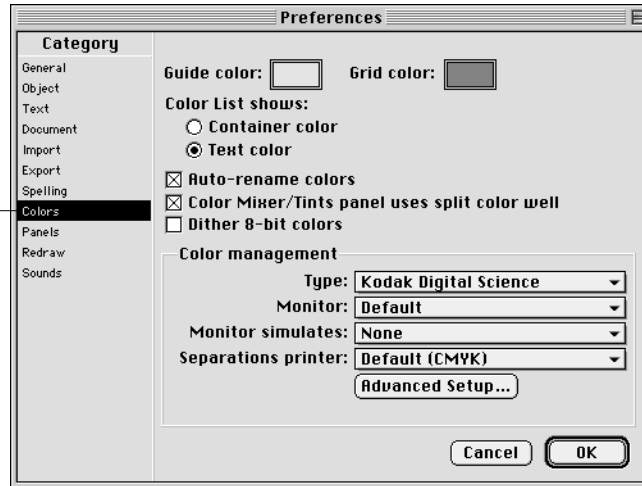 Preferences
Category
General
Object
Text
Document
Import
Export
Spelling
Colors
Panels
Redraw
Sounds
Guide color: Grid color:
Color List shows:
Container color
Text color
Auto-rename colors
Color Mixer/Tints panel uses split color well
Dither 8-bit colors
Color management
Type: Kodak Digital Science
Monitor: Default
Monitor simulates: None
Separations printer: Default (CMYK)
Advanced Setup...
Cancel OK